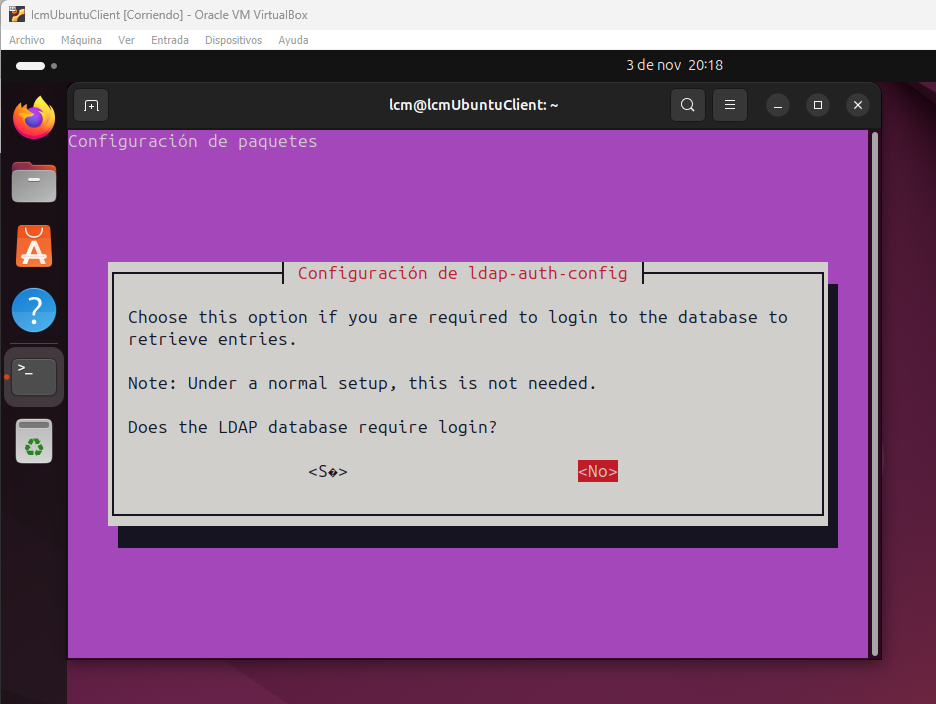 lcmUbuntuClient [Corriendo] - Oracle VM VirtualBox
Archivo Máquina Ver Entrada Dispositivos Ayuda
3 de nov 20:18
lcm@lcmUbuntuClient: ~
Configuración de paquetes
Configuración de ldap-auth-config
Choose this option if you are required to login to the database to
retrieve entries.
Note: Under a normal setup, this is not needed.
Does the LDAP database require login?
<S�> <No>